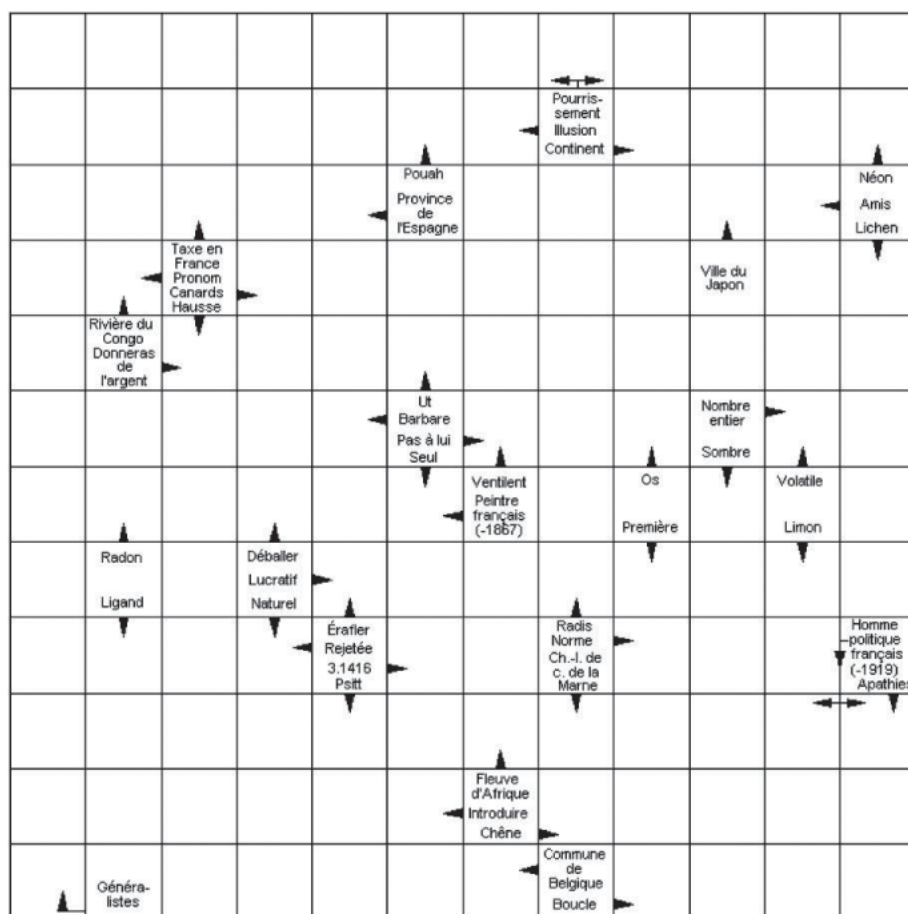 Pourris-
sement
Illusion
Continent
Pouah
Province
de
l'Espagne
Néon
Amis
Lichen
Taxe en
France
Pronom
Canards
Hausse
Ville du
Japon
Rivière du
Congo
Donneras
de
l'argent
Ut
Barbare
Pas à lui
Seul
Nombre
entier
Sombre
Ventilent
Peintre
français
(-1867)
Os
Première
Volatile
Limon
Radon
Ligand
Déballer
Lucratif
Naturel
Érafler
Rejetée
3.1416
Psitt
Radis
Norme
Ch.-l. de
c. de la
Marne
Homme
politique
français
(-1919)
Apathies
Fleuve
d'Afrique
Introduire
Chêne
Commune
de
Belgique
Boucle
Généra-
listes